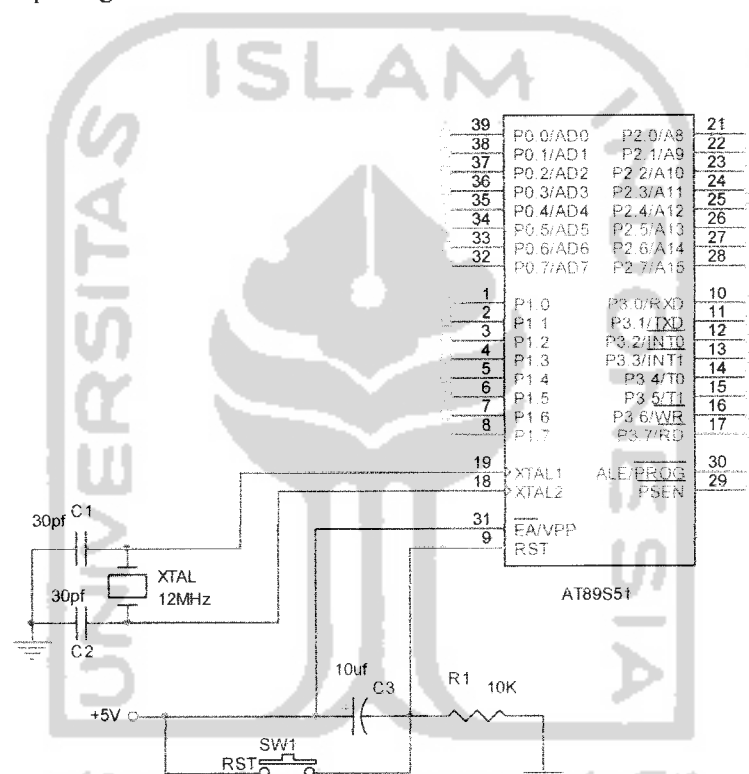 ISLAM
UNIVERSITAS
INDONESIA
39 P0.0/AD0 P2.0/A8 21
38 P0.1/AD1 P2.1/A9 22
37 P0.2/AD2 P2.2/A10 23
36 P0.3/AD3 P2.3/A11 24
35 P0.4/AD4 P2.4/A12 25
34 P0.5/AD5 P2.5/A13 26
33 P0.6/AD6 P2.6/A14 27
32 P0.7/AD7 P2.7/A15 28
1 P1.0 P3.0/RXD 10
2 P1.1 P3.1/TXD 11
3 P1.2 P3.2/INT0 12
4 P1.3 P3.3/INT1 13
5 P1.4 P3.4/T0 14
6 P1.5 P3.5/T1 15
7 P1.6 P3.6/WR 16
8 P1.7 P3.7/RD 17
19 XTAL1 ALE/PROG 30
18 XTAL2 PSEN 29
31 EA/VPP
9 RST
AT89S51
C1
30pf
XTAL
12MHz
30pf
C2
10uf
C3
R1
10K
+5V
SW1
RST